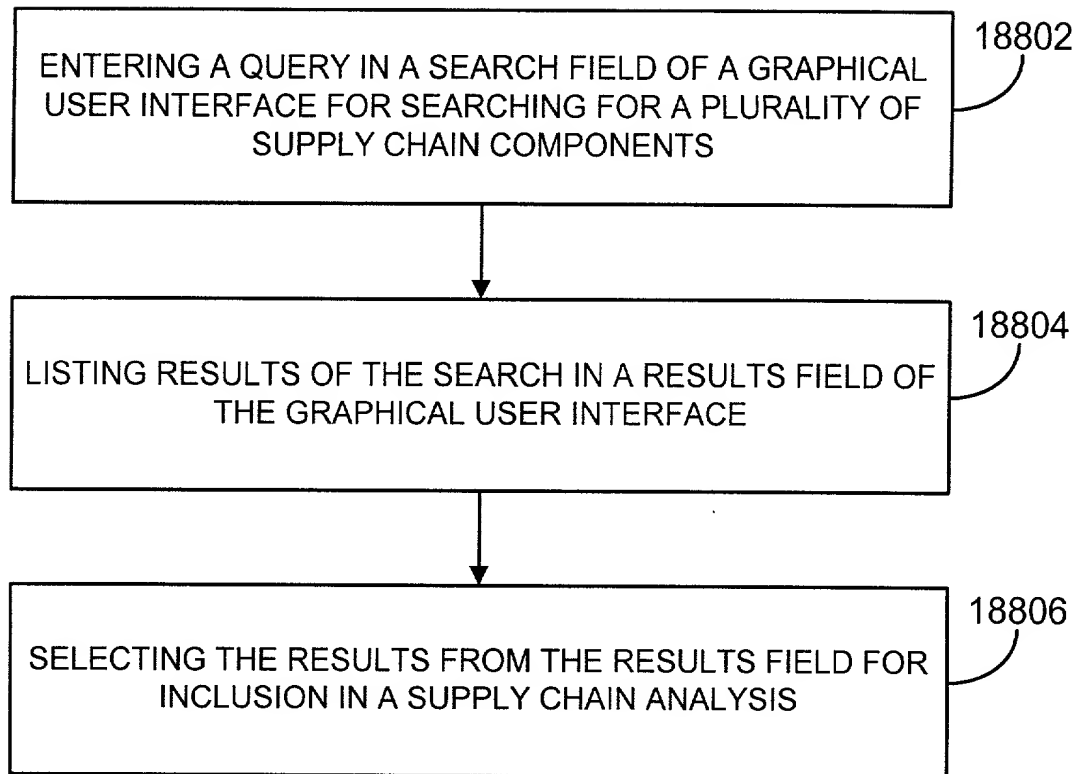 18802
ENTERING A QUERY IN A SEARCH FIELD OF A GRAPHICAL
USER INTERFACE FOR SEARCHING FOR A PLURALITY OF
SUPPLY CHAIN COMPONENTS
18804
LISTING RESULTS OF THE SEARCH IN A RESULTS FIELD OF
THE GRAPHICAL USER INTERFACE
18806
SELECTING THE RESULTS FROM THE RESULTS FIELD FOR
INCLUSION IN A SUPPLY CHAIN ANALYSIS